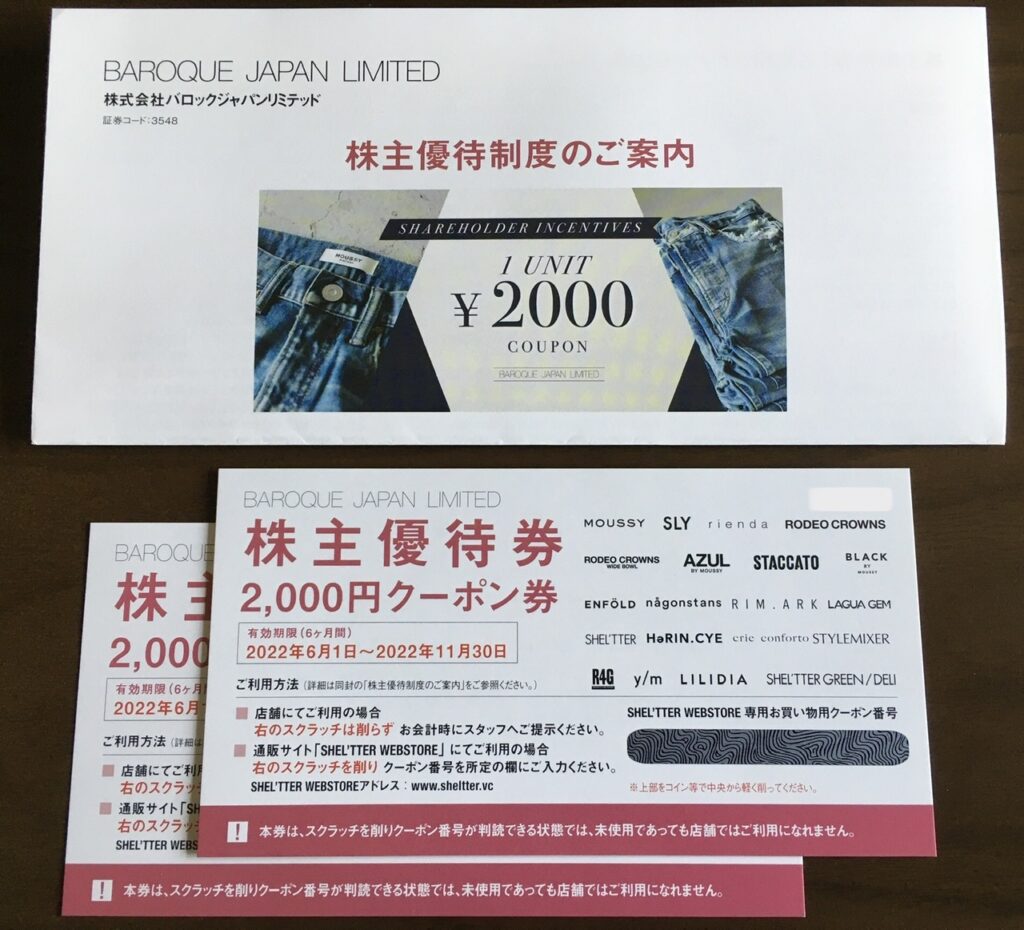 BAROQUE JAPAN LIMITED
株式会社バロックジャパンリミテッド
証券コード:3548
株主優待制度のご案内
MOUSSY
SHAREHOLDER INCENTIVES
1 UNIT
¥2000
COUPON
BAROQUE JAPAN LIMITED
BAROQUE JAPAN LIMITED
株主優待券
2,000円クーポン券
有効期限(6ヶ月間)
2022年6月1日~2022年11月30日
ご利用方法(詳細は同封の「株主優待制度のご案内」をご参照ください。)
店舗にてご利用の場合
右のスクラッチは削らず お会計時にスタッフへご提示ください。
通販サイト「SHEL'TTER WEBSTORE」にてご利用の場合
右のスクラッチを削り クーポン番号を所定の欄にご入力ください。
SHEL'TTER WEBSTOREアドレス:www.sheltter.vc
MOUSSY SLY rienda RODEO CROWNS
RODEO CROWNS WIDE BOWL AZUL BY MOUSSY STACCATO BLACK BY MOUSSY
ENFÖLD någonstans RIM.ARK LAGUA GEM
SHEL'TTER HəRIN.CYE eric conforto STYLEMIXER
R4G y/m LILIDIA SHEL'TTER GREEN/DELI
SHEL'TTER WEBSTORE 専用お買い物用クーポン番号
※上部をコイン等で中央から軽く削ってください。
! 本券は、スクラッチを削りクーポン番号が判読できる状態では、未使用であっても店舗ではご利用になれません。
BAROQUE
株主
2,000
有効期限(6ヶ月
2022年6月1
ご利用方法(詳細は
店舗にてご利
右のスクラッチ
通販サイト「SH
右のスクラッチ
SHEL'TTER WEBS
! 本券は、スクラッチを削りクーポン番号が判読できる状態では、未使用であっても店舗ではご利用になれません。